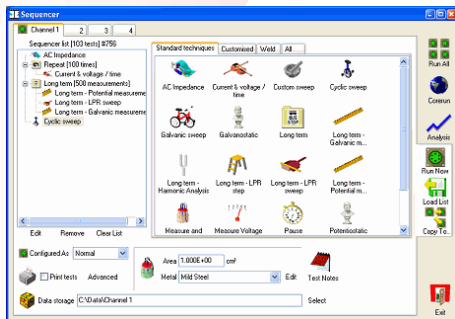 Sequencer
Channel 1 2 3 4
Sequencer list [103 tests] #756
AC Impedance
Repeat [100 times]
Current & voltage / time
Long term [500 measurements]
Long term - Potential measureme
Long term - LPR sweep
Long term - Galvanic measureme
Cyclic sweep
Edit Remove Clear List
Standard techniques Customised Weld All
AC Impedance Current & voltage / time Custom sweep Cyclic sweep
Galvanic sweep Galvanostatic Long term Long term - Galvanic m...
Long term - Harmonic Analysis Long term - LPR step Long term - LPR sweep Long term - Potential m...
Measure and Measure Voltage Pause Potentiostatic
Run All
Corerun
Analysis
Run Now
Load List
Copy To..
Exit
Configured As Normal
Print tests Advanced
Area 1.000E+00 cm²
Metal Mild Steel Edit Test Notes
Data storage C:\Data\Channel 1 Select